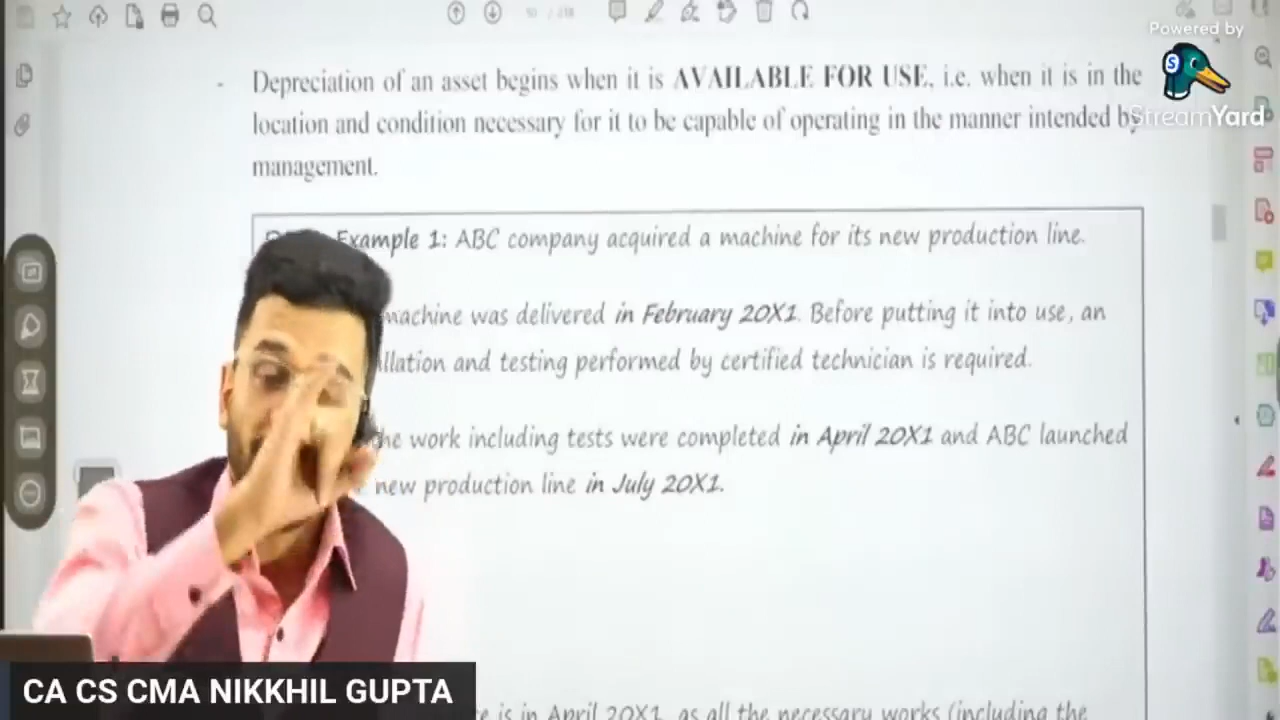 Powered by
StreamYard
- Depreciation of an asset begins when it is AVAILABLE FOR USE, i.e. when it is in the
location and condition necessary for it to be capable of operating in the manner intended by
management.
Example 1: ABC company acquired a machine for its new production line.
machine was delivered in February 20X1. Before putting it into use, an
llation and testing performed by certified technician is required.
he work including tests were completed in April 20X1 and ABC launched
new production line in July 20X1.
e is in April 20X1, as all the necessary works (including the
CA CS CMA NIKKHIL GUPTA